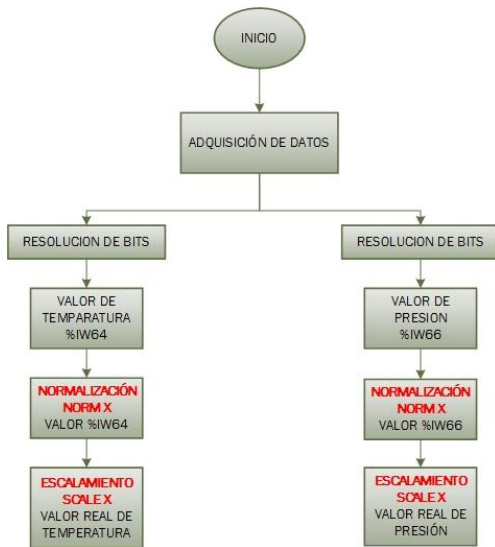 INICIO
ADQUISICIÓN DE DATOS
RESOLUCION DE BITS
VALOR DE
TEMPARATURA
%IW64
NORMALIZACIÓN
NORM X
VALOR %IW64
ESCALAMIENTO
SCALE X
VALOR REAL DE
TEMPERATURA
RESOLUCION DE BITS
VALOR DE
PRESION
%IW66
NORMALIZACIÓN
NORM X
VALOR %IW66
ESCALAMIENTO
SCALE X
VALOR REAL DE
PRESIÓN